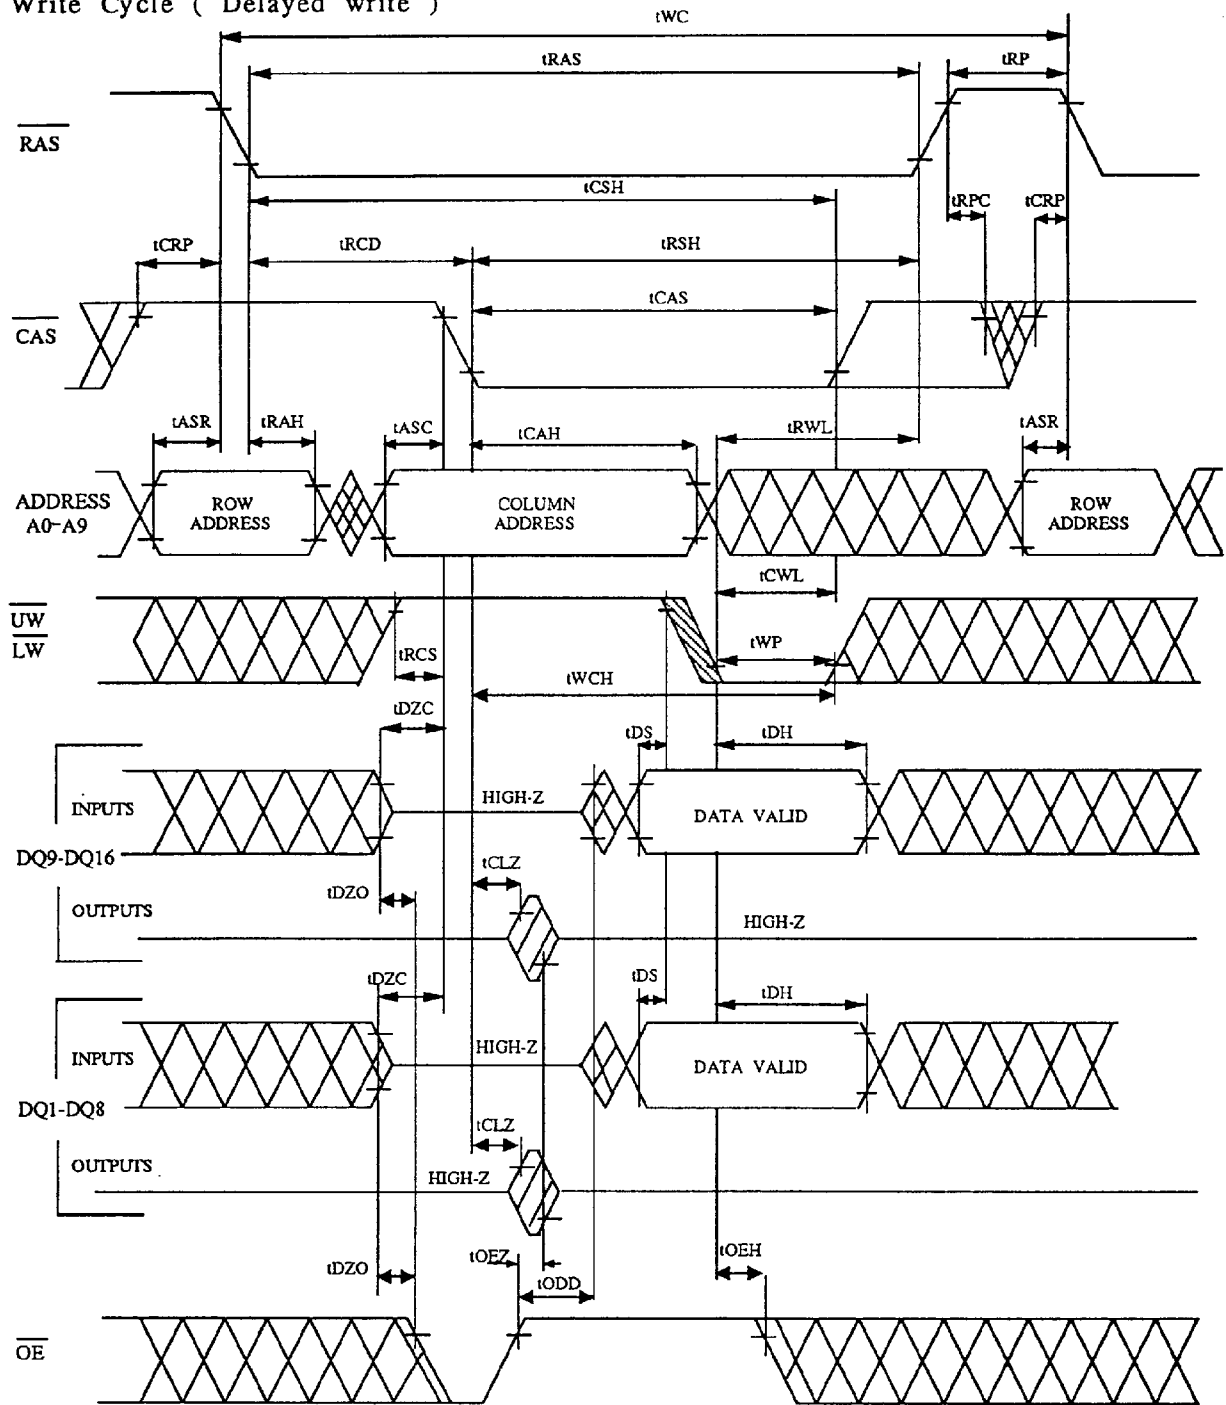 Write Cycle ( Delayed write )
tWC
tRAS
tRP
RAS
tCSH
tRPC
tCRP
tCRP
tRCD
tRSH
tCAS
CAS
tASR
tRAH
tASC
tCAH
tRWL
tASR
ADDRESS
A0-A9
ROW
ADDRESS
COLUMN
ADDRESS
ROW
ADDRESS
tCWL
UW
LW
tRCS
tWP
tWCH
tDZC
tDS
tDH
INPUTS
HIGH-Z
DATA VALID
DQ9-DQ16
tCLZ
tDZO
OUTPUTS
HIGH-Z
tDZC
tDS
tDH
INPUTS
HIGH-Z
DATA VALID
DQ1-DQ8
tCLZ
OUTPUTS
HIGH-Z
tOEZ
tOEH
tDZO
tODD
OE